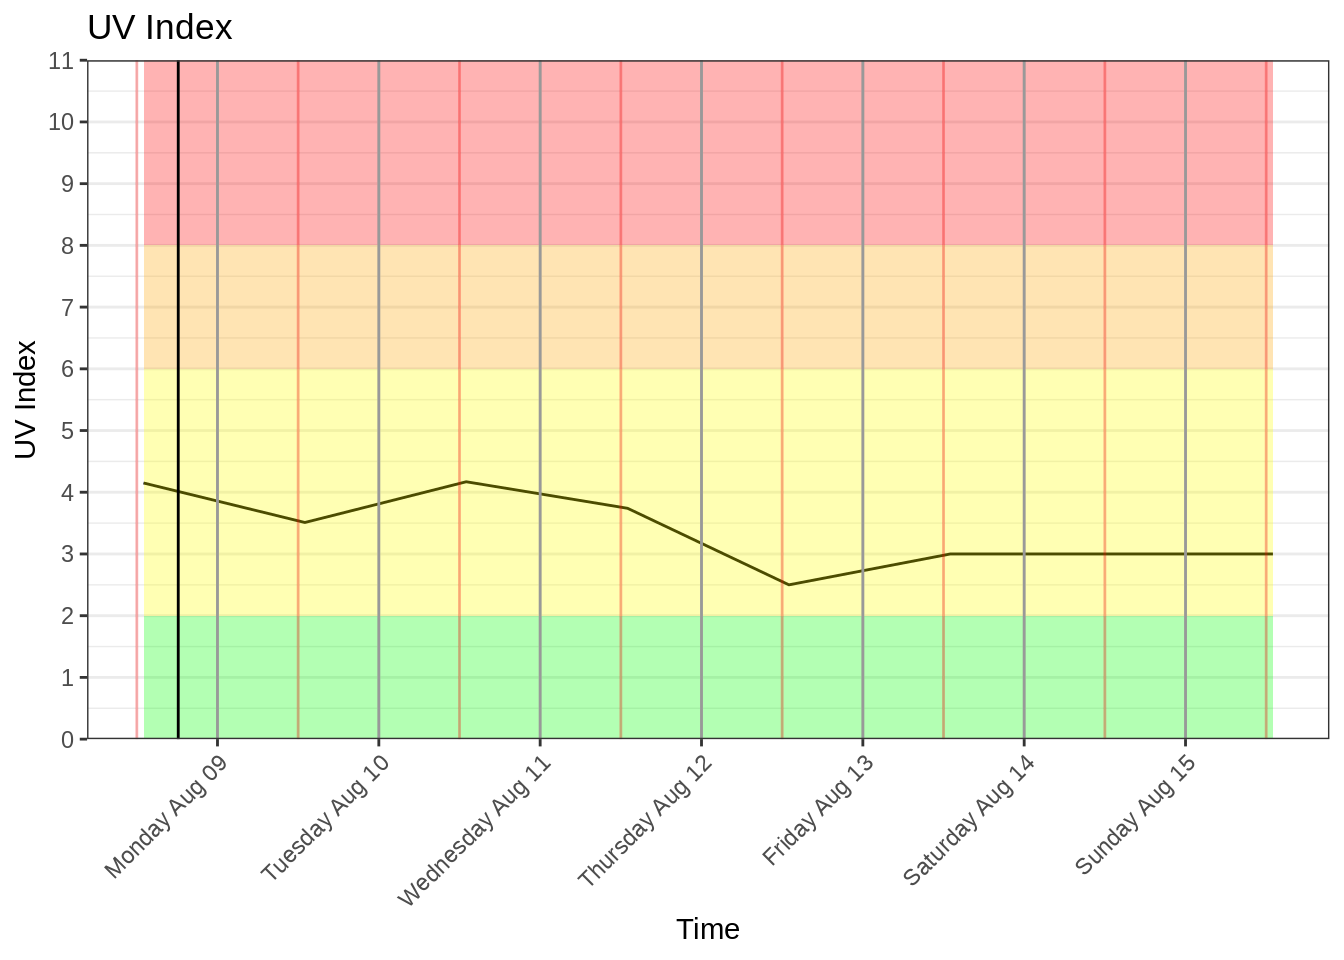 UV Index
11
10
9
8
7
6
5
4
3
2
1
0
UV Index
Monday Aug 09
Tuesday Aug 10
Wednesday Aug 11
Thursday Aug 12
Friday Aug 13
Saturday Aug 14
Sunday Aug 15
Time